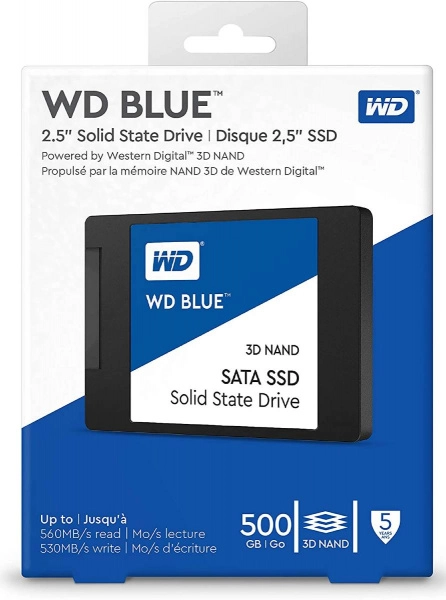 WD BLUE™
WD
2.5" Solid State Drive | Disque 2,5" SSD
Powered by Western Digital™ 3D NAND
Propulsé par la mémoire NAND 3D de Western Digital™
WD®
WD BLUE™
3D NAND
SATA SSD
Solid State Drive
Up to | Jusqu'à
560MB/s read | Mo/s lecture
530MB/s write | Mo/s d'écriture
500
GB | Go
3D NAND
5
YEARS
ANS